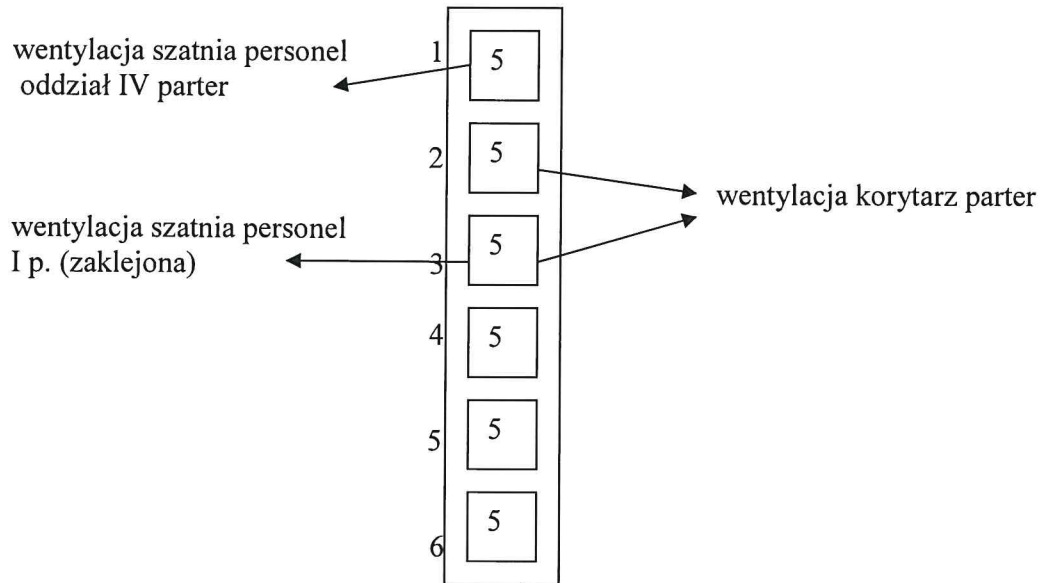 wentylacja szatnia personel
oddział IV parter
1
5
2
5
wentylacja korytarz parter
wentylacja szatnia personel
I p. (zaklejona)
3
5
4
5
5
5
6
5